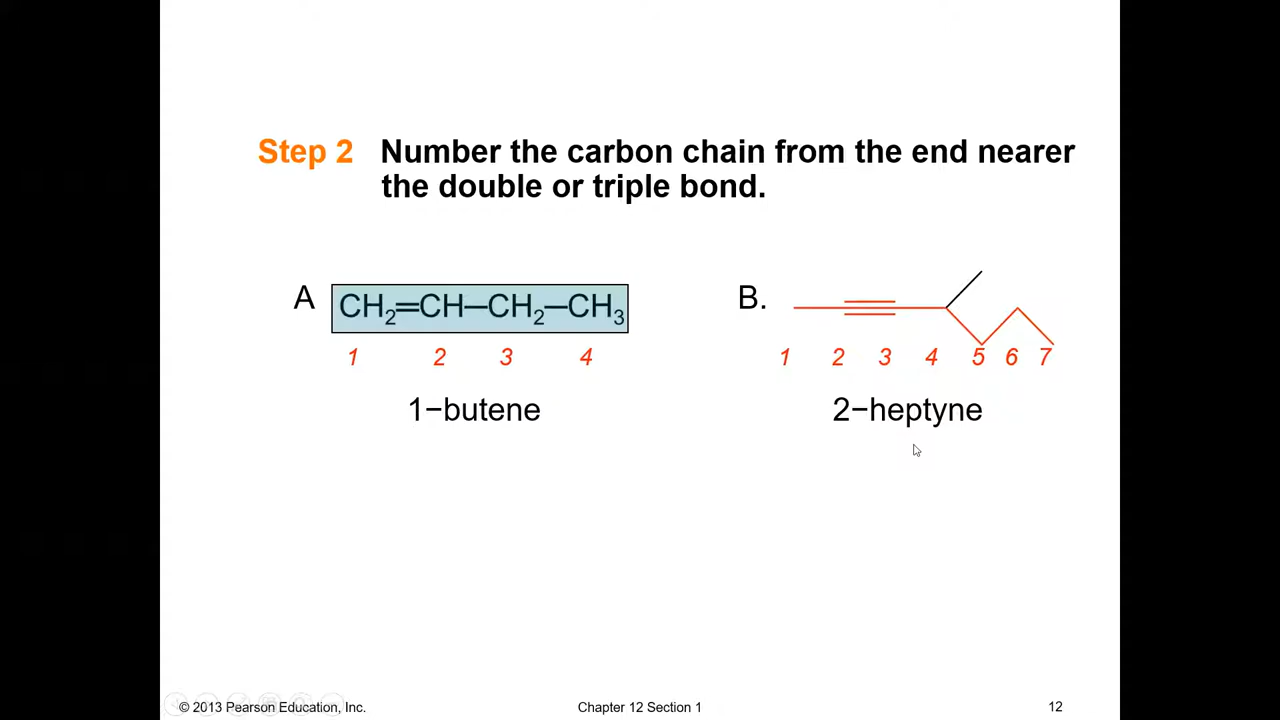 Step 2 Number the carbon chain from the end nearer
the double or triple bond.
A CH₂=CH–CH₂–CH₃ B.
1 2 3 4 1 2 3 4 5 6 7
1−butene 2−heptyne
© 2013 Pearson Education, Inc. Chapter 12 Section 1 12